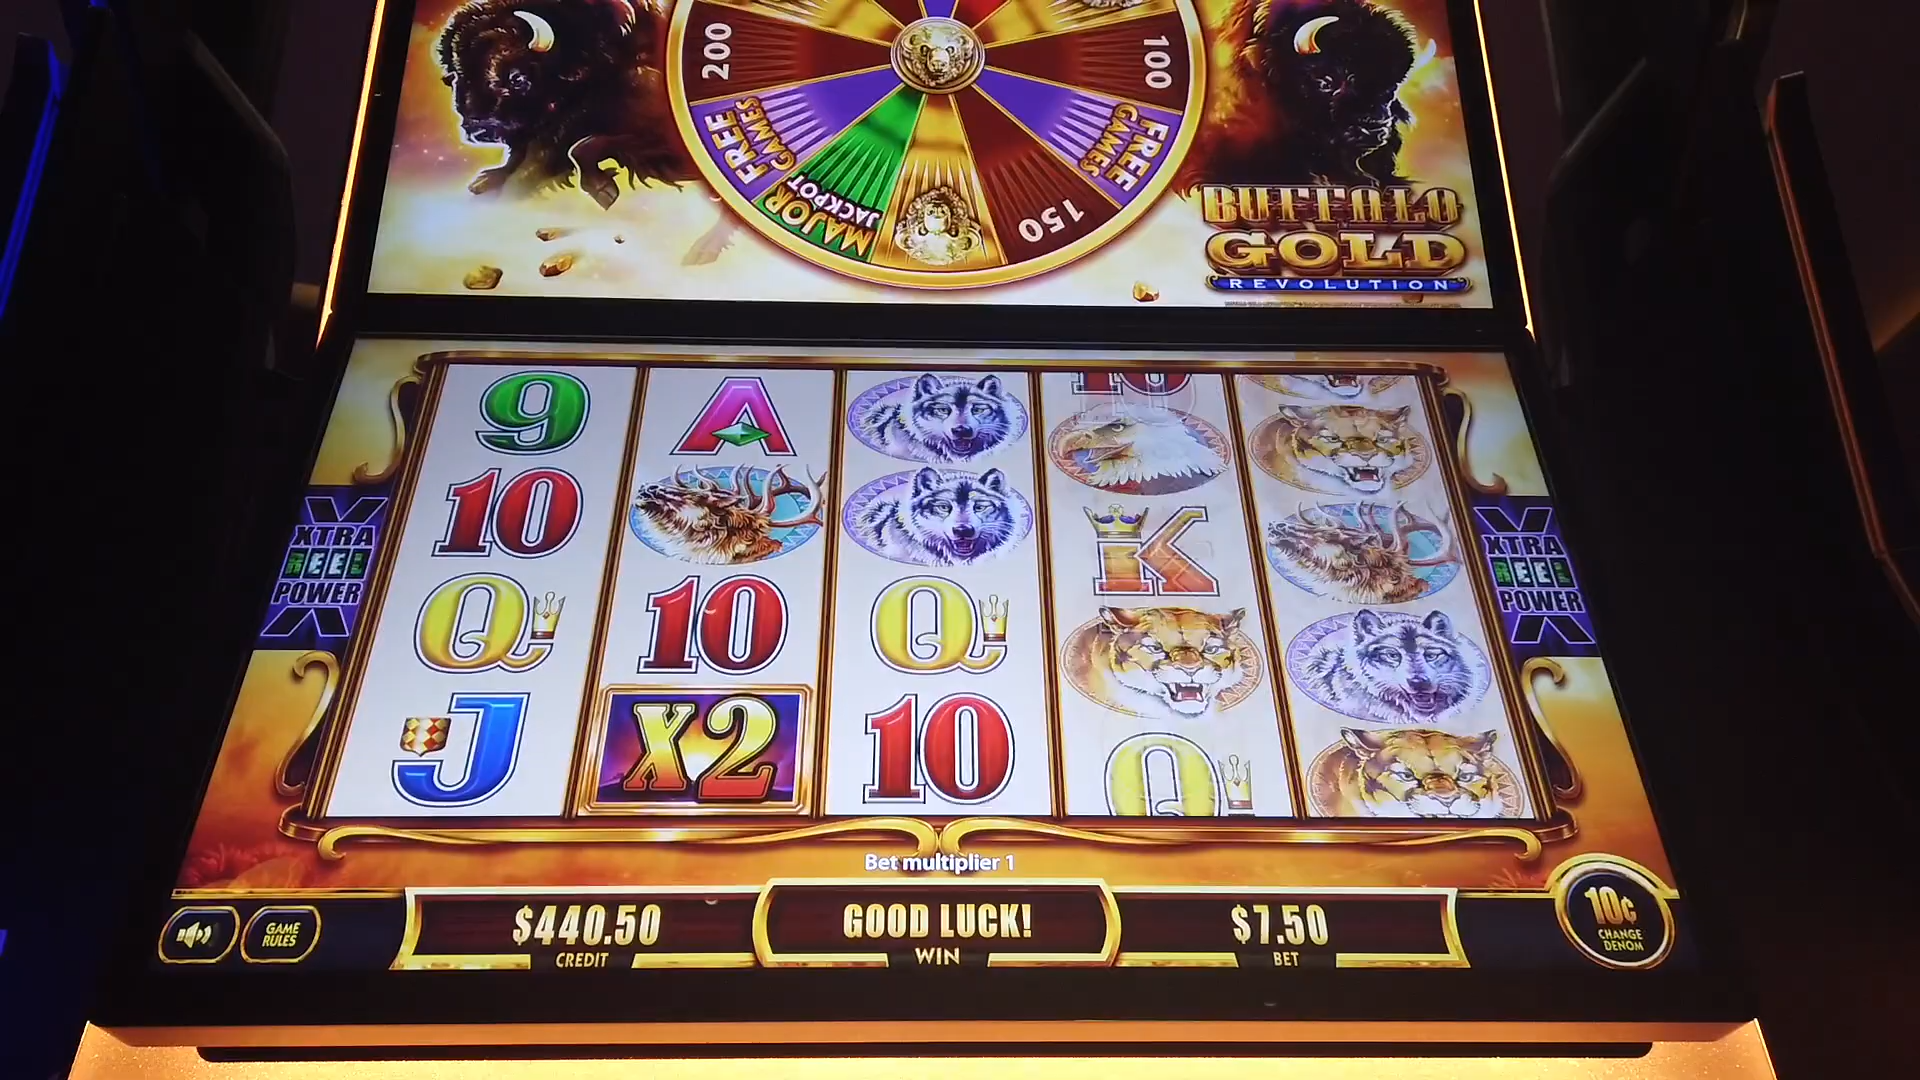 200
100
FREE
GAMES
FREE
GAMES
MAJOR
JACKPOT
150
BUFFALO
GOLD
REVOLUTION
9
A
10
10
XTRA
REEL
POWER
X
10
K
XTRA
REEL
POWER
X
Q
10
Q
J
X2
10
Q
Bet multiplier 1
GAME
RULES
$440.50
CREDIT
GOOD LUCK!
WIN
$7.50
BET
10¢
CHANGE
DENOM